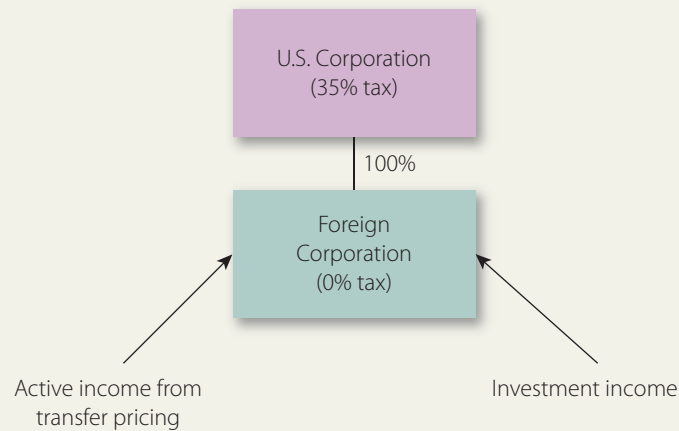 U.S. Corporation
(35% tax)
100%
Foreign
Corporation
(0% tax)
Active income from
transfer pricing
Investment income